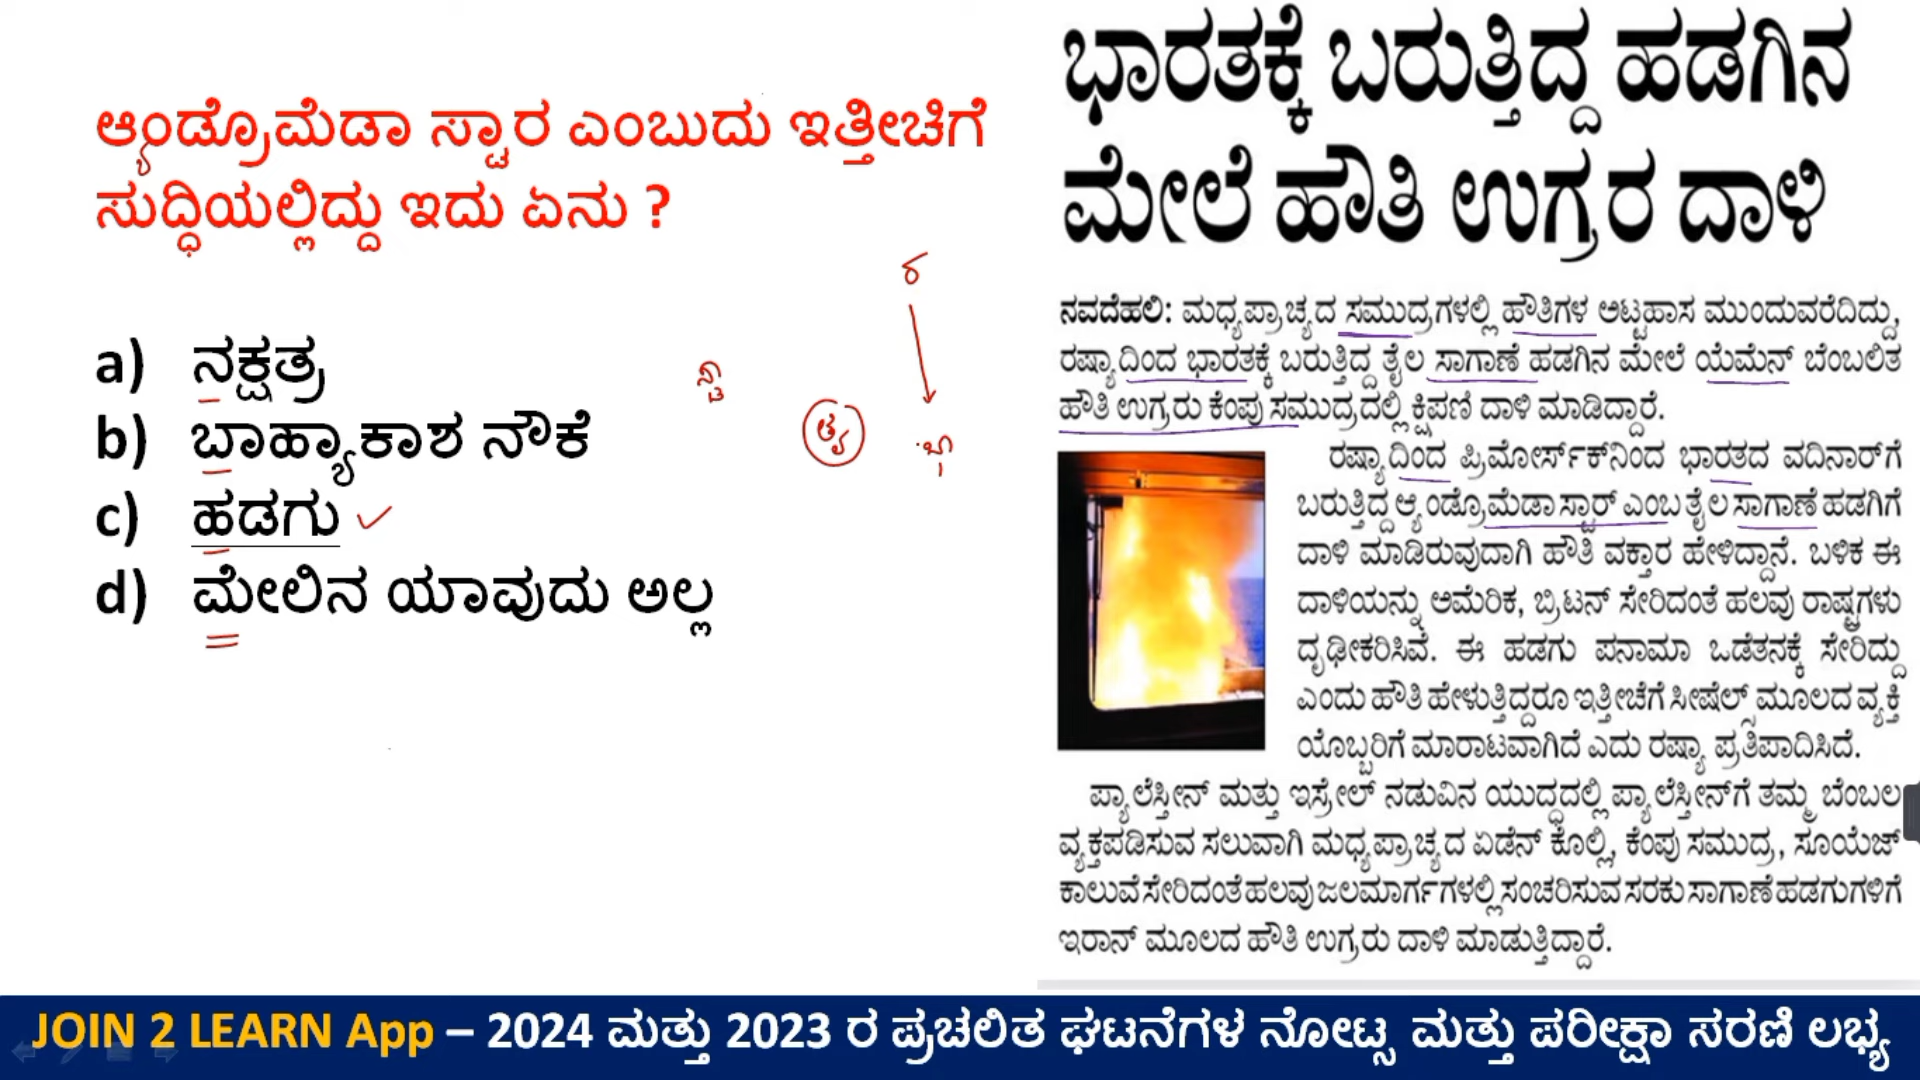 ಆ್ಯಂಡ್ರೊಮೆಡಾ ಸ್ಟಾರ ಎಂಬುದು ಇತ್ತೀಚಿಗೆ
ಸುದ್ಧಿಯಲ್ಲಿದ್ದು ಇದು ಏನು ?
a) ನಕ್ಷತ್ರ
b) ಬಾಹ್ಯಾಕಾಶ ನೌಕೆ
c) ಹಡಗು
d) ಮೇಲಿನ ಯಾವುದು ಅಲ್ಲ
ಭಾರತಕ್ಕೆ ಬರುತ್ತಿದ್ದ ಹಡಗಿನ
ಮೇಲೆ ಹೌತಿ ಉಗ್ರರ ದಾಳಿ
ನವದೆಹಲಿ: ಮಧ್ಯಪ್ರಾಚ್ಯದ ಸಮುದ್ರಗಳಲ್ಲಿ ಹೌತಿಗಳ ಅಟ್ಟಹಾಸ ಮುಂದುವರೆದಿದ್ದು,
ರಷ್ಯಾದಿಂದ ಭಾರತಕ್ಕೆ ಬರುತ್ತಿದ್ದ ತೈಲ ಸಾಗಾಣೆ ಹಡಗಿನ ಮೇಲೆ ಯೆಮೆನ್ ಬೆಂಬಲಿತ
ಹೌತಿ ಉಗ್ರರು ಕೆಂಪು ಸಮುದ್ರದಲ್ಲಿ ಕ್ಷಿಪಣಿ ದಾಳಿ ಮಾಡಿದ್ದಾರೆ.
ರಷ್ಯಾದಿಂದ ಪ್ರಿಮೋರ್ಸ್‌ಕ್‌ನಿಂದ ಭಾರತದ ವದಿನಾರ್‌ಗೆ
ಬರುತ್ತಿದ್ದ ಆ್ಯಂಡ್ರೊಮೆಡಾ ಸ್ಟಾರ್ ಎಂಬ ತೈಲ ಸಾಗಾಣೆ ಹಡಗಿಗೆ
ದಾಳಿ ಮಾಡಿರುವುದಾಗಿ ಹೌತಿ ವಕ್ತಾರ ಹೇಳಿದ್ದಾನೆ. ಬಳಿಕ ಈ
ದಾಳಿಯನ್ನು ಅಮೆರಿಕ, ಬ್ರಿಟನ್ ಸೇರಿದಂತೆ ಹಲವು ರಾಷ್ಟ್ರಗಳು
ದೃಢೀಕರಿಸಿವೆ. ಈ ಹಡಗು ಪನಾಮಾ ಒಡೆತನಕ್ಕೆ ಸೇರಿದ್ದು
ಎಂದು ಹೌತಿ ಹೇಳುತ್ತಿದ್ದರೂ ಇತ್ತೀಚೆಗೆ ಸೀಷೆಲ್ಸ್ ಮೂಲದ ವ್ಯಕ್ತಿ
ಯೊಬ್ಬರಿಗೆ ಮಾರಾಟವಾಗಿದೆ ಎದು ರಷ್ಯಾ ಪ್ರತಿಪಾದಿಸಿದೆ.
ಪ್ಯಾಲೆಸ್ತೀನ್ ಮತ್ತು ಇಸ್ರೇಲ್ ನಡುವಿನ ಯುದ್ಧದಲ್ಲಿ ಪ್ಯಾಲೆಸ್ತೀನ್‌ಗೆ ತಮ್ಮ ಬೆಂಬಲ
ವ್ಯಕ್ತಪಡಿಸುವ ಸಲುವಾಗಿ ಮಧ್ಯಪ್ರಾಚ್ಯದ ಏಡೆನ್ ಕೊಲ್ಲಿ, ಕೆಂಪು ಸಮುದ್ರ, ಸೂಯೆಜ್
ಕಾಲುವೆ ಸೇರಿದಂತೆ ಹಲವು ಜಲಮಾರ್ಗಗಳಲ್ಲಿ ಸಂಚರಿಸುವ ಸರಕು ಸಾಗಾಣೆ ಹಡಗುಗಳಿಗೆ
ಇರಾನ್ ಮೂಲದ ಹೌತಿ ಉಗ್ರರು ದಾಳಿ ಮಾಡುತ್ತಿದ್ದಾರೆ.
JOIN 2 LEARN App – 2024 ಮತ್ತು 2023 ರ ಪ್ರಚಲಿತ ಘಟನೆಗಳ ನೋಟ್ಸ ಮತ್ತು ಪರೀಕ್ಷಾ ಸರಣಿ ಲಭ್ಯ